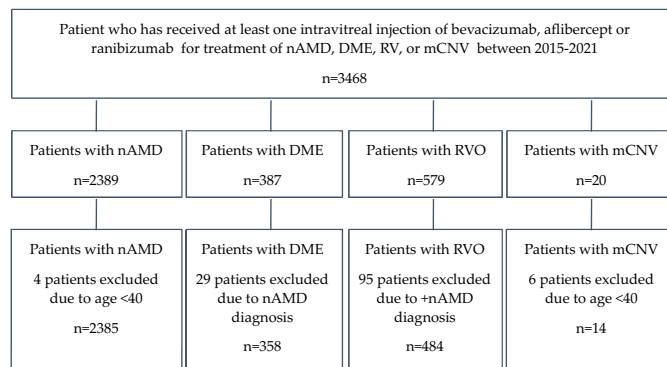 Patient who has received at least one intravitreal injection of bevacizumab, aflibercept or
ranibizumab for treatment of nAMD, DME, RV, or mCNV between 2015-2021
n=3468
Patients with nAMD
n=2389
Patients with DME
n=387
Patients with RVO
n=579
Patients with mCNV
n=20
Patients with nAMD
4 patients excluded
due to age <40
n=2385
Patients with DME
29 patients excluded
due to nAMD
diagnosis
n=358
Patients with RVO
95 patients excluded
due to +nAMD
diagnosis
n=484
Patients with mCNV
6 patients excluded
due to age <40
n=14